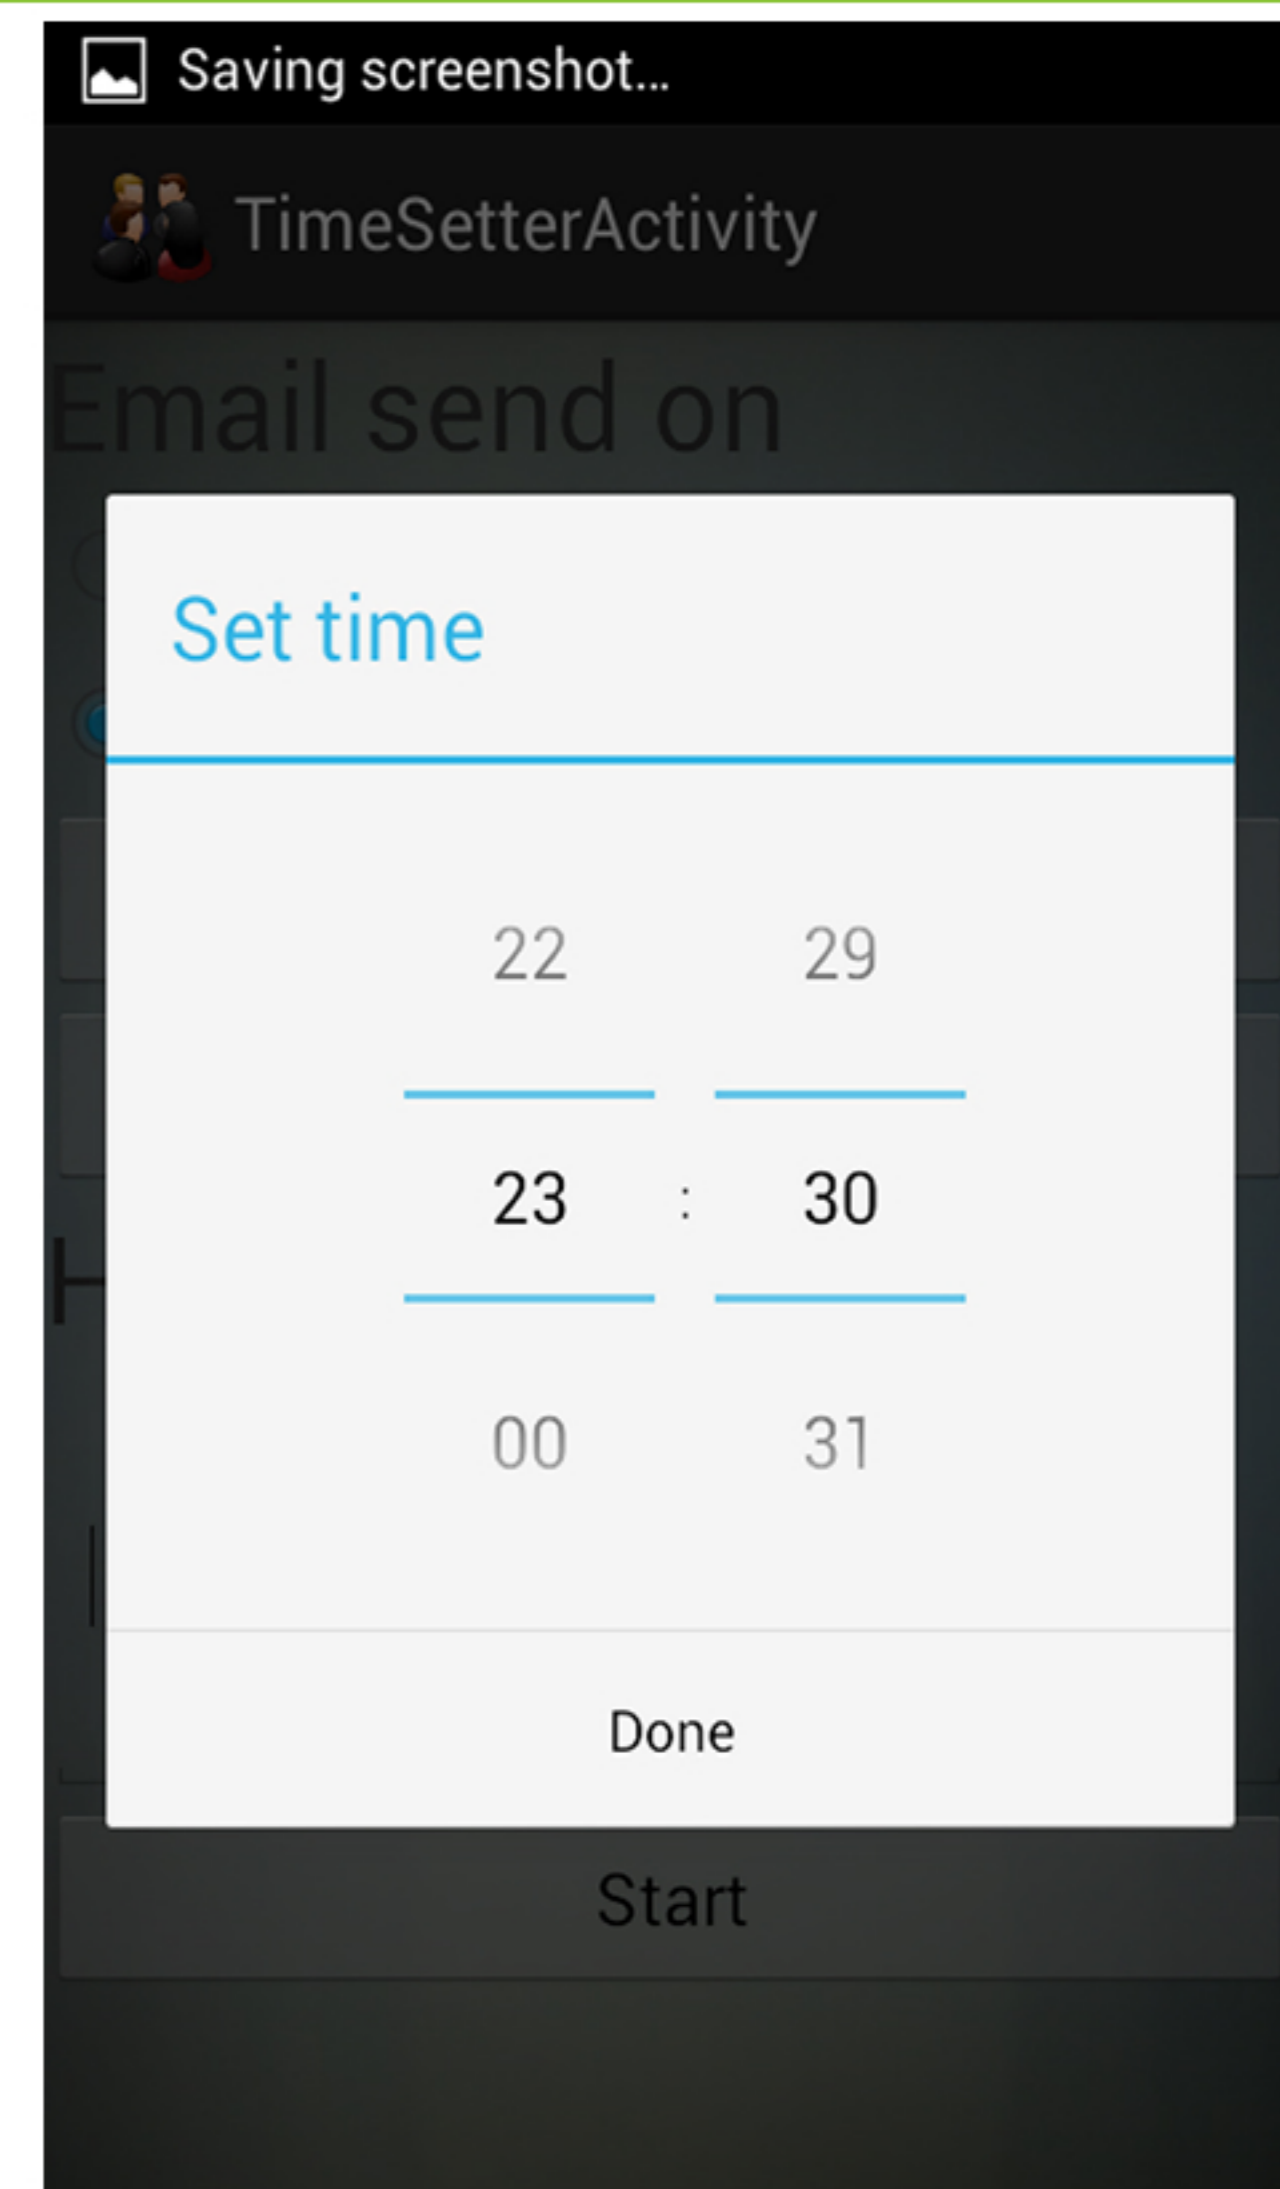 Saving screenshot...
TimeSetterActivity
Email send on
Set time
22 29
23 : 30
00 31
Done
Start